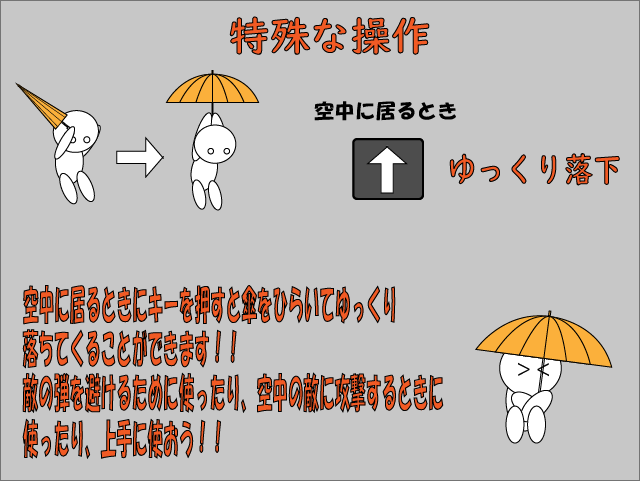 特殊な操作
空中に居るとき
ゆっくり落下
空中に居るときにキーを押すと傘をひらいてゆっくり
落ちてくることができます！！
敵の弾を避けるために使ったり、空中の敵に攻撃するときに
使ったり、上手に使おう！！